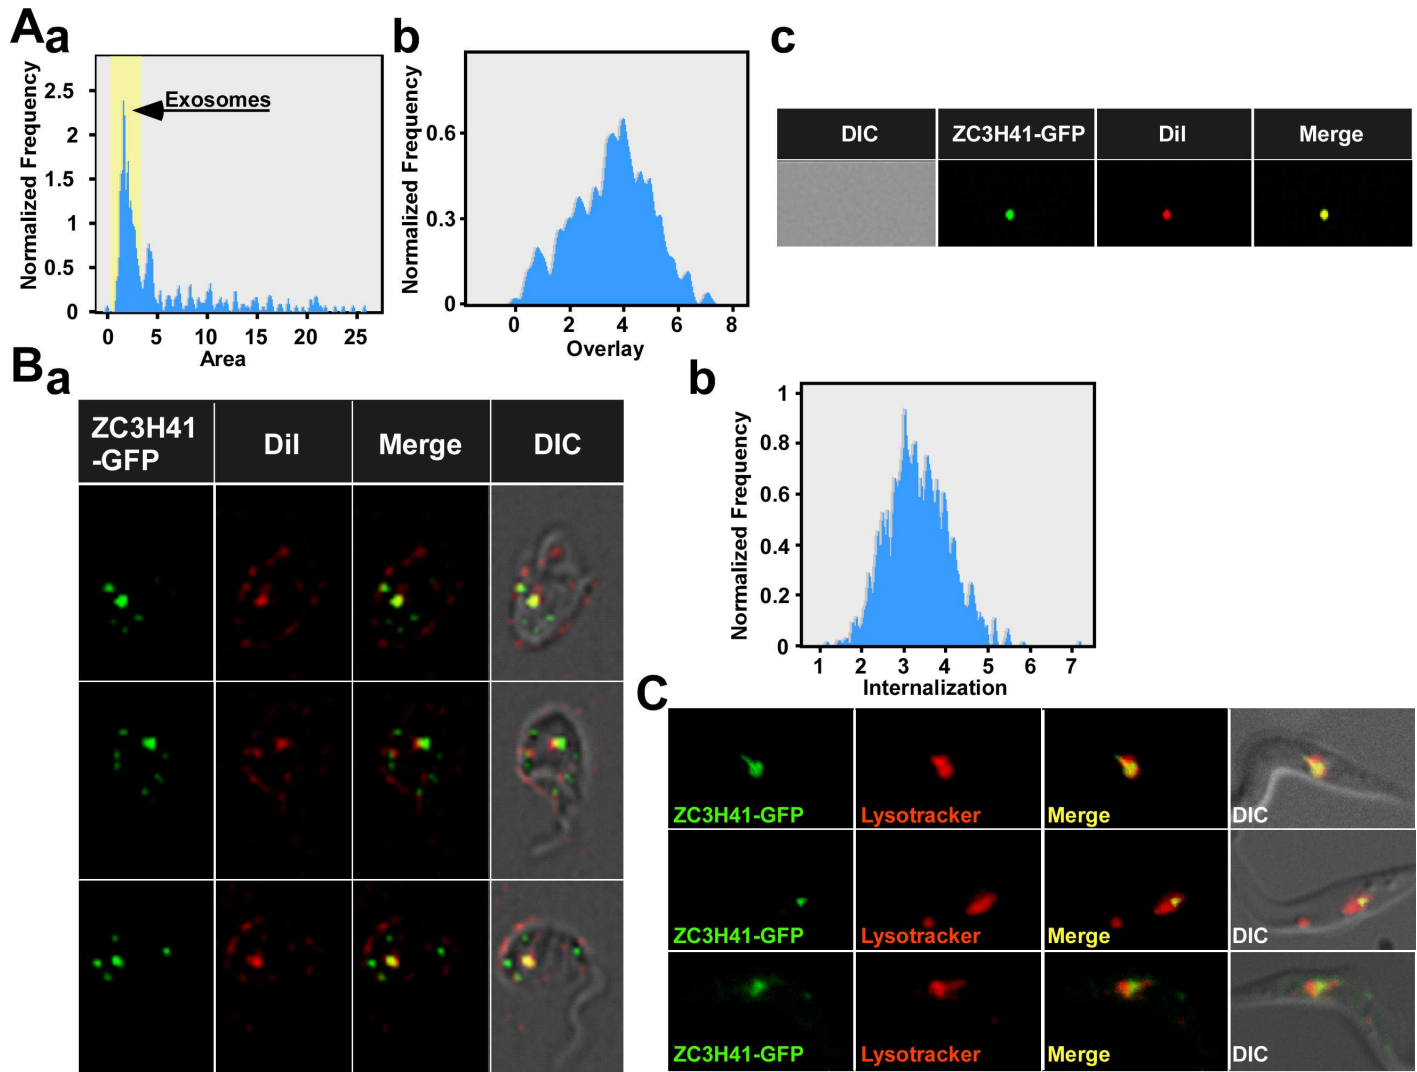 A
a
Normalized Frequency
2.5
2
1.5
1
0.5
0
Exosomes
0 5 10 15 20 25
Area
b
Normalized Frequency
0.6
0.3
0
0 2 4 6 8
Overlay
c
DIC ZC3H41-GFP Dil Merge
B
a
ZC3H41
-GFP
Dil Merge DIC
b
Normalized Frequency
1
0.8
0.6
0.4
0.2
0
1 2 3 4 5 6 7
Internalization
C
ZC3H41-GFP Lysotracker Merge DIC
ZC3H41-GFP Lysotracker Merge DIC
ZC3H41-GFP Lysotracker Merge DIC